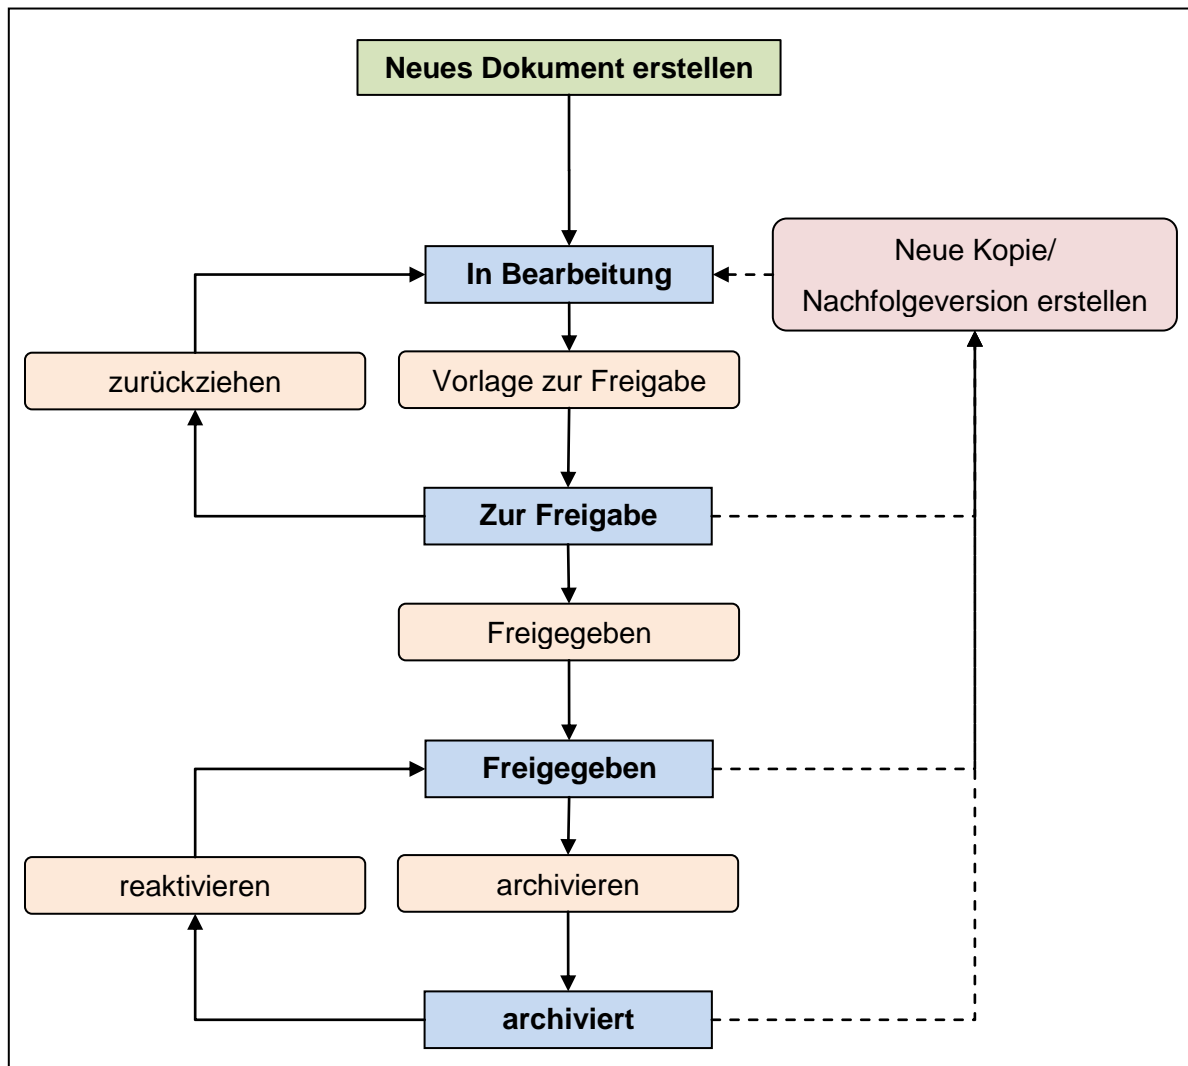 Neues Dokument erstellen
In Bearbeitung
Neue Kopie/
Nachfolgeversion erstellen
zurückziehen
Vorlage zur Freigabe
Zur Freigabe
Freigegeben
Freigegeben
reaktivieren
archivieren
archiviert